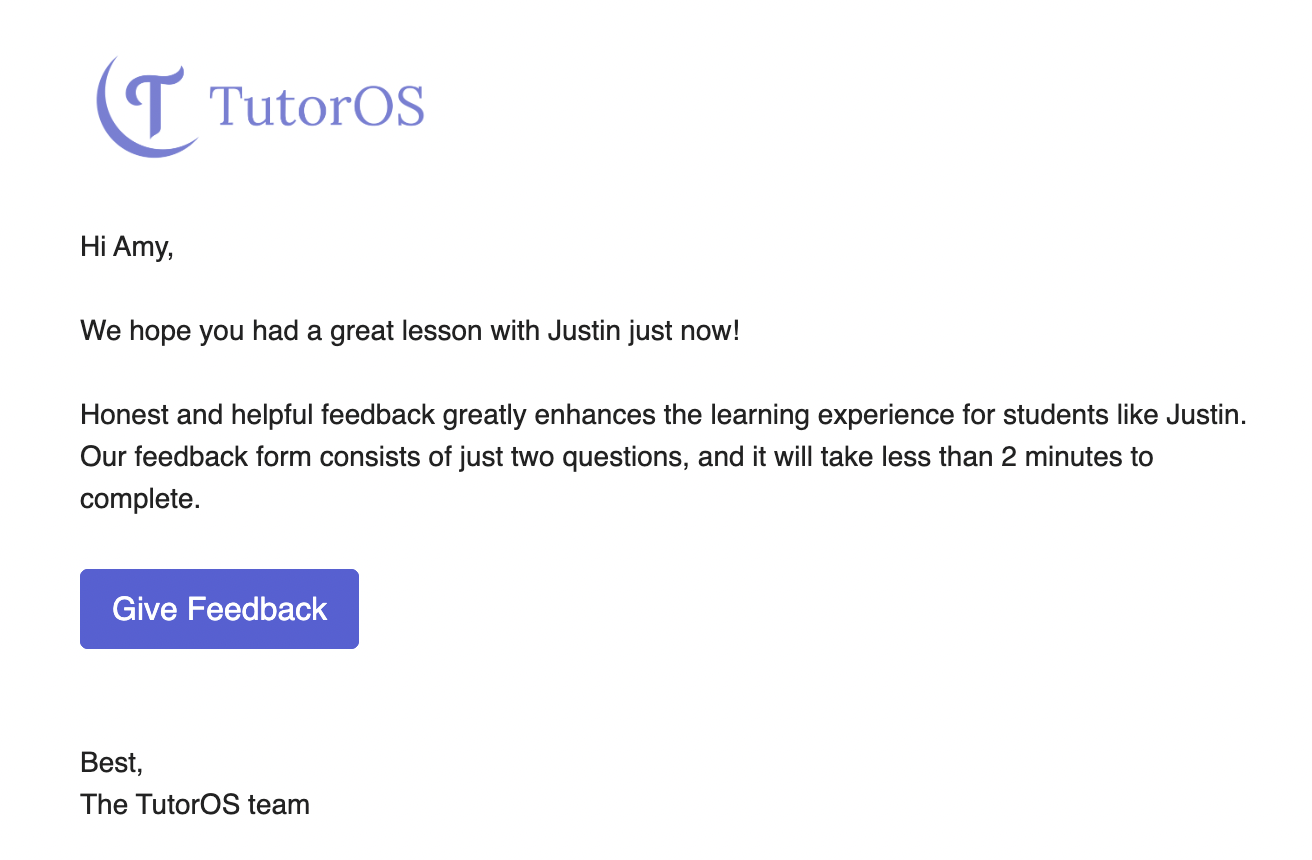 TutorOS
Hi Amy,
We hope you had a great lesson with Justin just now!
Honest and helpful feedback greatly enhances the learning experience for students like Justin.
Our feedback form consists of just two questions, and it will take less than 2 minutes to
complete.
Give Feedback
Best,
The TutorOS team